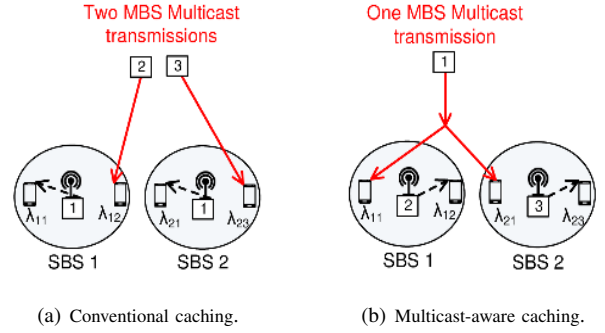 Two MBS Multicast
transmissions
2 3
λ11 1 λ12
λ21 1 λ23
SBS 1
SBS 2
(a) Conventional caching.
One MBS Multicast
transmission
1
λ11 2 λ12
λ21 3 λ23
SBS 1
SBS 2
(b) Multicast-aware caching.